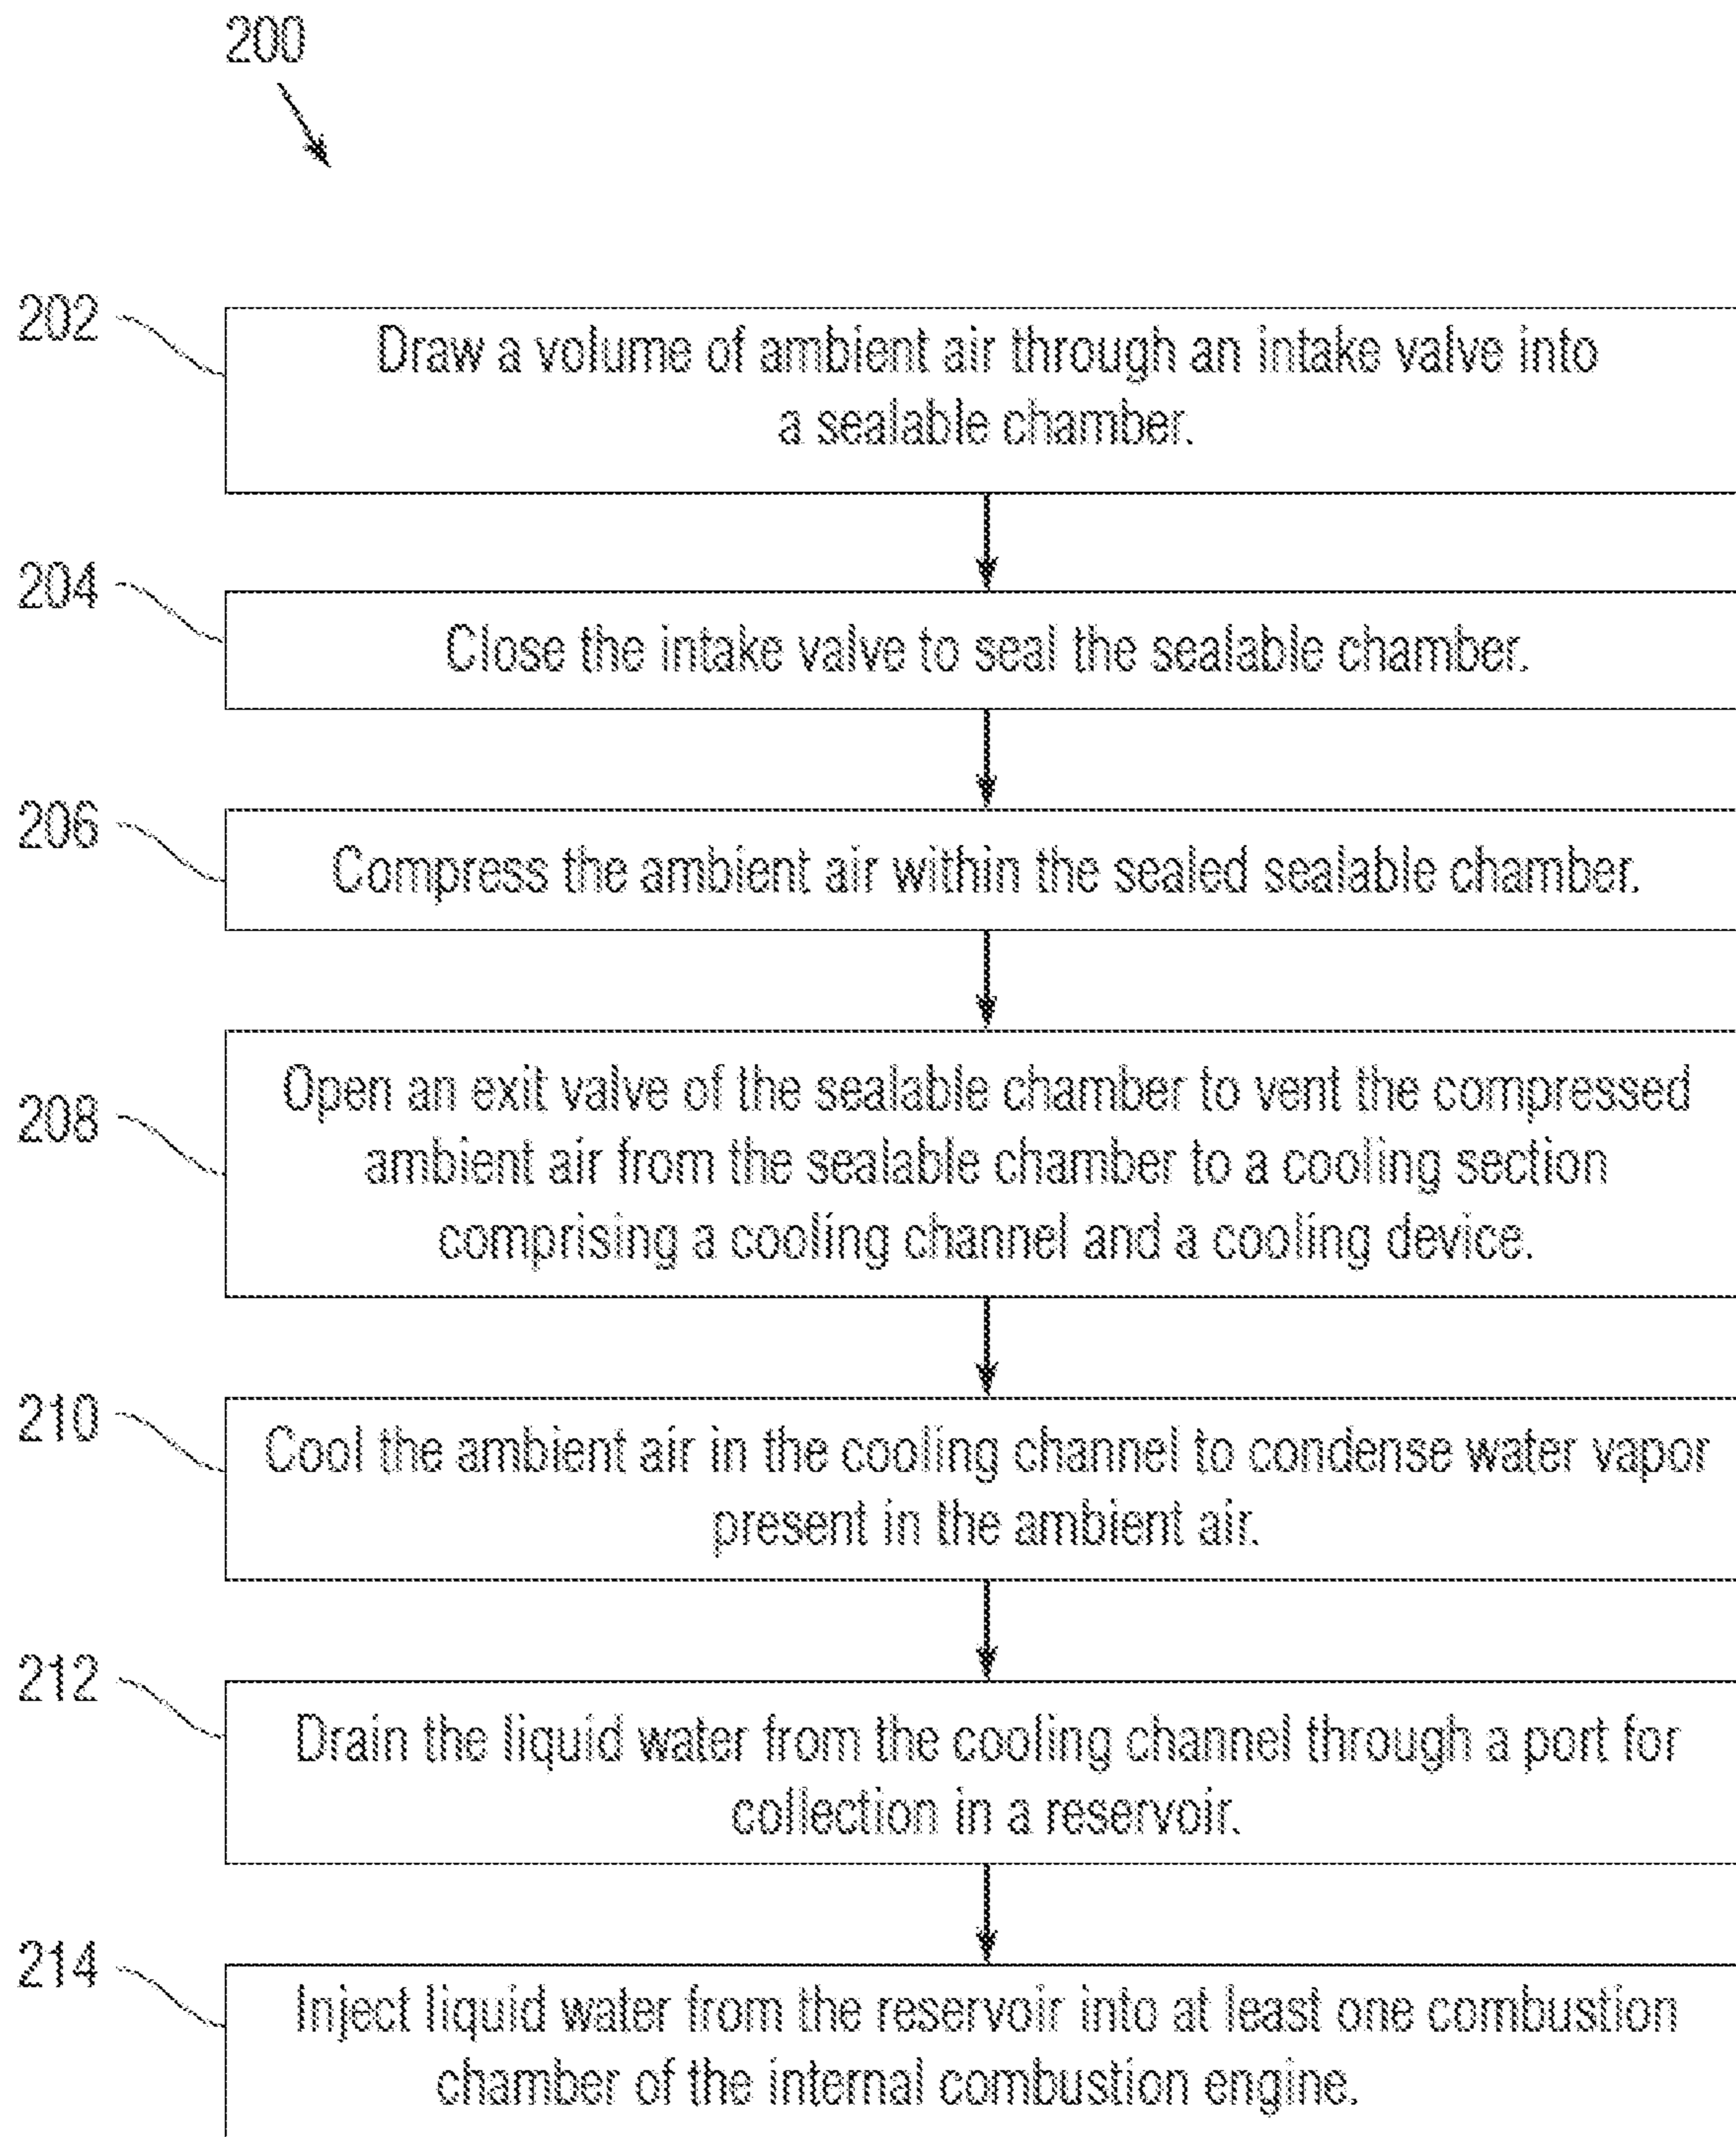 200
202
Draw a volume of ambient air through an intake valve into
a sealable chamber.
204
Close the intake valve to seal the sealable chamber.
206
Compress the ambient air within the sealed sealable chamber.
208
Open an exit valve of the sealable chamber to vent the compressed
ambient air from the sealable chamber to a cooling section
comprising a cooling channel and a cooling device.
210
Cool the ambient air in the cooling channel to condense water vapor
present in the ambient air.
212
Drain the liquid water from the cooling channel through a port for
collection in a reservoir.
214
Inject liquid water from the reservoir into at least one combustion
chamber of the internal combustion engine.